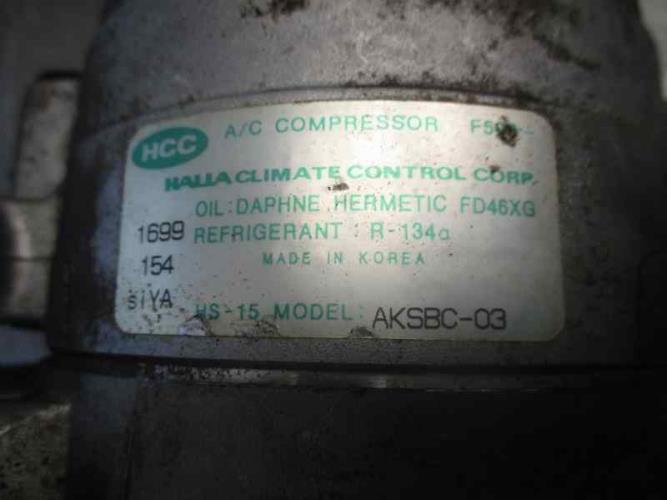 HCC A/C COMPRESSOR
HALLA CLIMATE CONTROL CORP.
OIL: DAPHNE HERMETIC FD46XG
1699 REFRIGERANT : R-134a
154 MADE IN KOREA
siYA HS-15 MODEL: AKSBC-03